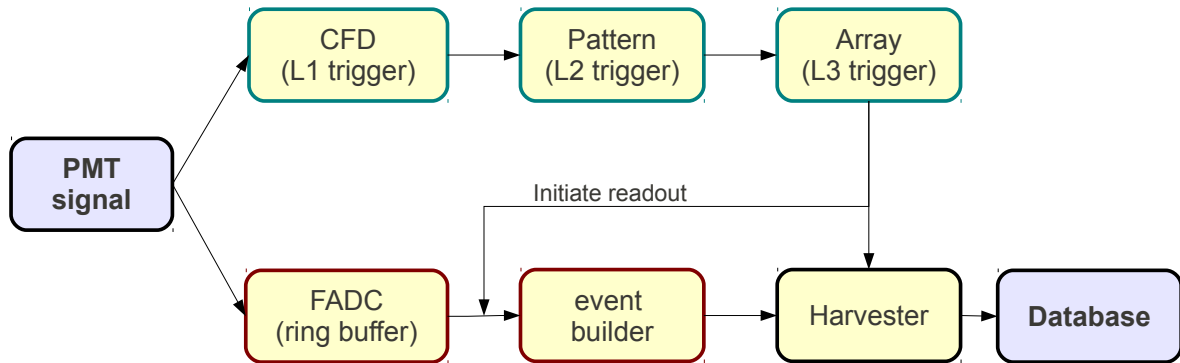 CFD
(L1 trigger)
Pattern
(L2 trigger)
Array
(L3 trigger)
PMT
signal
Initiate readout
FADC
(ring buffer)
event
builder
Harvester
Database